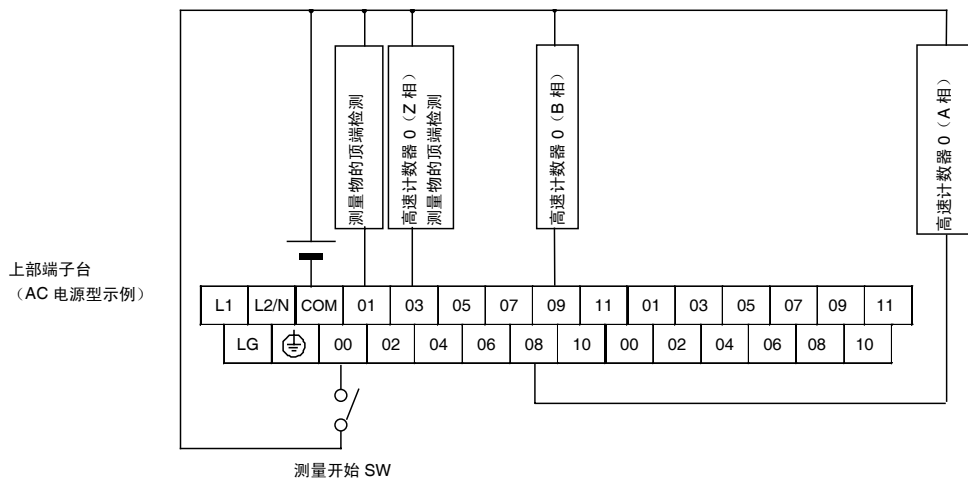 测量物的顶端检测
高速计数器 0（Z 相）
测量物的顶端检测
高速计数器 0（B 相）
高速计数器 0（A 相）
上部端子台
（AC 电源型示例）
L1 L2/N COM 01 03 05 07 09 11 01 03 05 07 09 11
LG 00 02 04 06 08 10 00 02 04 06 08 10
测量开始 SW